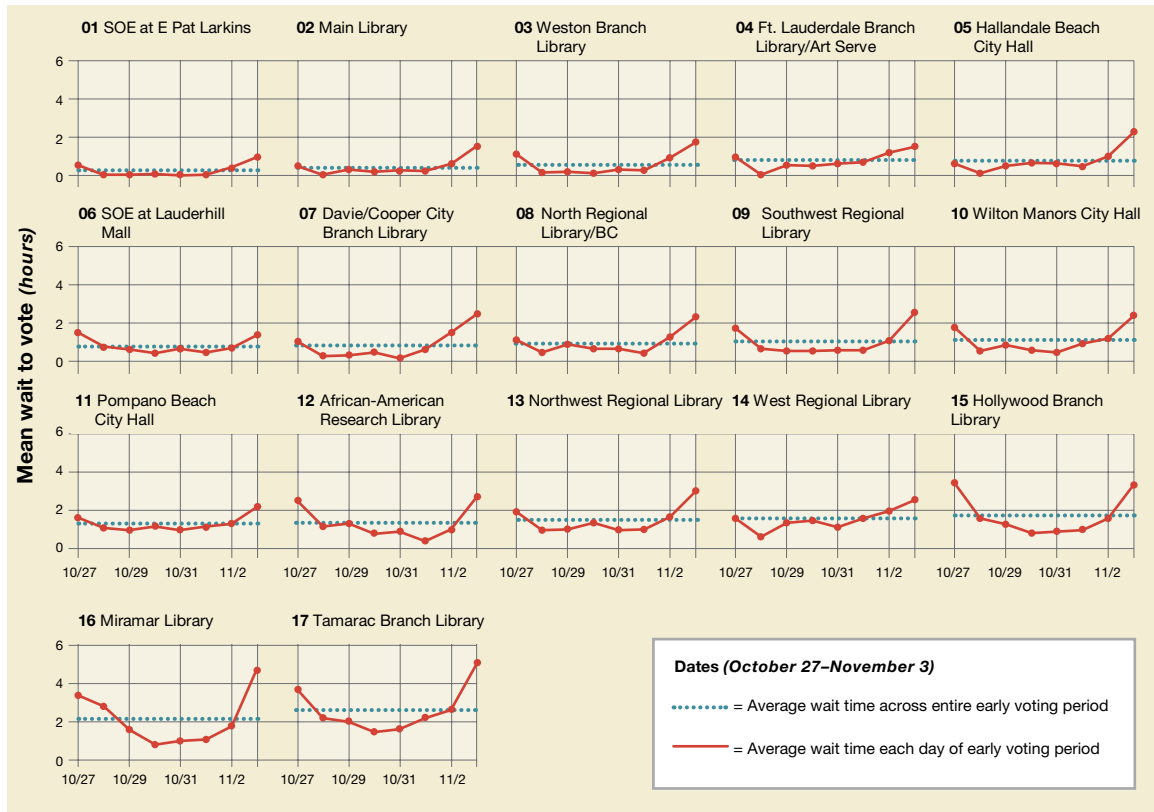 01 SOE at E Pat Larkins
02 Main Library
03 Weston Branch
Library
04 Ft. Lauderdale Branch
Library/Art Serve
05 Hallandale Beach
City Hall
6
4
2
0
06 SOE at Lauderhill
Mall
07 Davie/Cooper City
Branch Library
08 North Regional
Library/BC
09 Southwest Regional
Library
10 Wilton Manors City Hall
6
4
2
0
Mean wait to vote (hours)
11 Pompano Beach
City Hall
12 African-American
Research Library
13 Northwest Regional Library
14 West Regional Library
15 Hollywood Branch
Library
6
4
2
0
10/27 10/29 10/31 11/2
10/27 10/29 10/31 11/2
10/27 10/29 10/31 11/2
10/27 10/29 10/31 11/2
10/27 10/29 10/31 11/2
16 Miramar Library
17 Tamarac Branch Library
6
4
2
0
10/27 10/29 10/31 11/2
10/27 10/29 10/31 11/2
Dates (October 27–November 3)
= Average wait time across entire early voting period
= Average wait time each day of early voting period